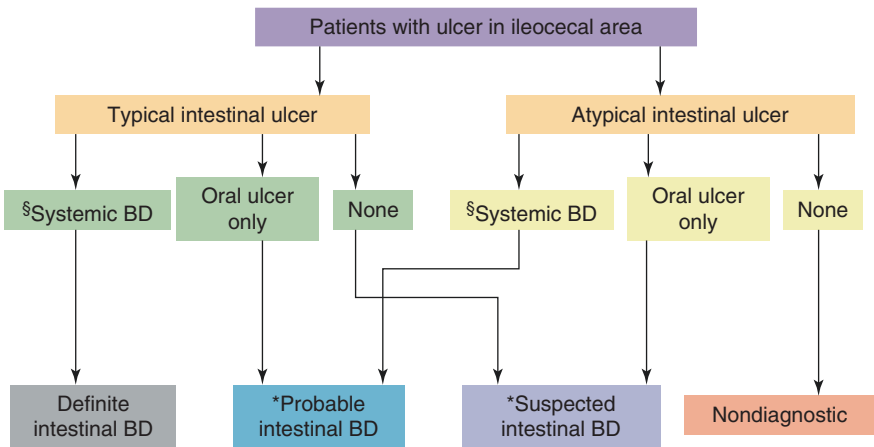 Patients with ulcer in ileocecal area
Typical intestinal ulcer
Atypical intestinal ulcer
§Systemic BD
Oral ulcer
only
None
§Systemic BD
Oral ulcer
only
None
Definite
intestinal BD
*Probable
intestinal BD
*Suspected
intestinal BD
Nondiagnostic